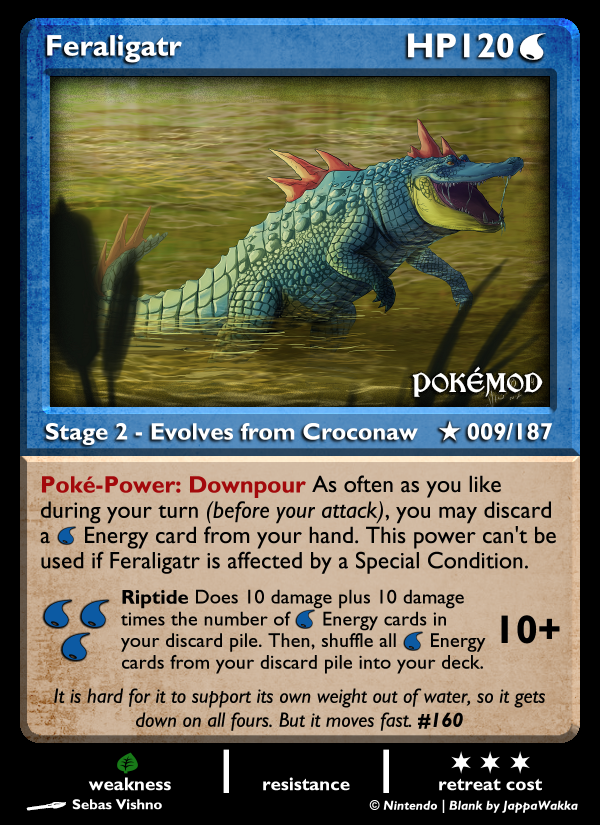 Feraligatr HP120
POKÉMOD
Stage 2 - Evolves from Croconaw ★ 009/187
Poké-Power: Downpour As often as you like
during your turn (before your attack), you may discard
a Energy card from your hand. This power can't be
used if Feraligatr is affected by a Special Condition.
Riptide Does 10 damage plus 10 damage
times the number of Energy cards in
your discard pile. Then, shuffle all Energy
cards from your discard pile into your deck.
10+
It is hard for it to support its own weight out of water, so it gets
down on all fours. But it moves fast. #160
weakness resistance retreat cost
Sebas Vishno © Nintendo | Blank by JappaWakka